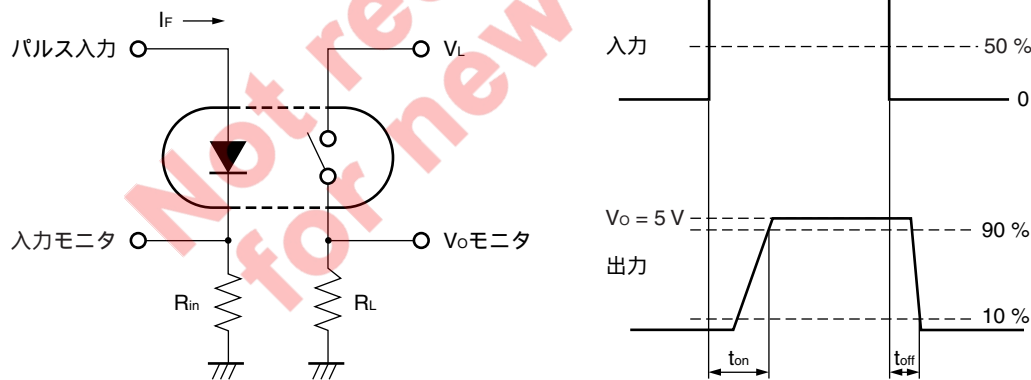 IF
パルス入力
VL
入力モニタ
VOモニタ
Rin
RL
Not re
for new
入力
50 %
0
VO = 5 V
90 %
出力
10 %
ton
toff